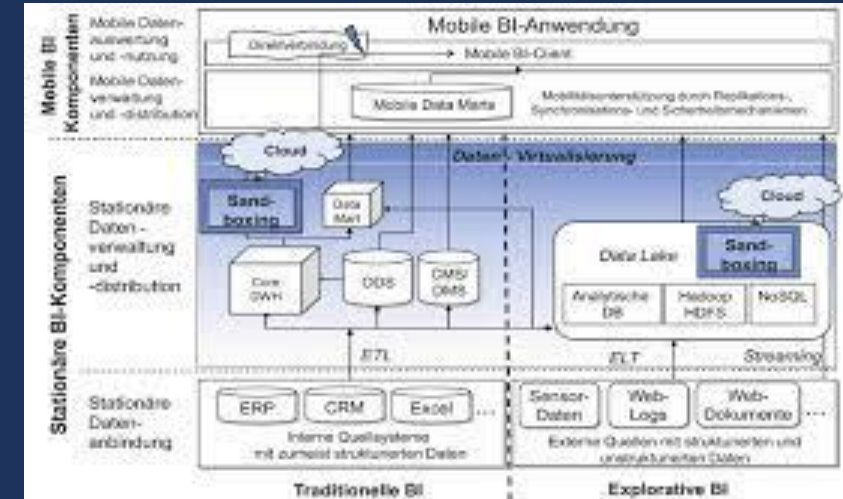 Mobile BI
Komponenten
Mobile Daten-
auswertung
und -nutzung
Mobile BI-Anwendung
Direktverbindung
Mobile BI-Client
Mobile Daten-
verwaltung
und -distribution
Mobile Data Marts
Mobilitätsunterstützung durch Replikations-,
Synchronisations- und Sicherheitsmechanismen
Stationäre BI-Komponenten
Stationäre
Daten -
verwaltung
und
-distribution
Cloud
Daten - Virtualisierung
Sand-
boxing
Data
Mart
Core
DWH
ODS
CMS/
DMS
Cloud
Data Lake
Sand-
boxing
Analytische
DB
Hadoop
HDFS
NoSQL
ETL
ELT
Streaming
Stationäre
Daten-
anbindung
ERP
CRM
Excel
...
Interne Quellsysteme
mit zumeist strukturierten Daten
Sensor-
Daten
Web-
Logs
Web-
Dokumente
...
Externe Quellen mit strukturierten und
unstrukturierten Daten
Traditionelle BI
Explorative BI